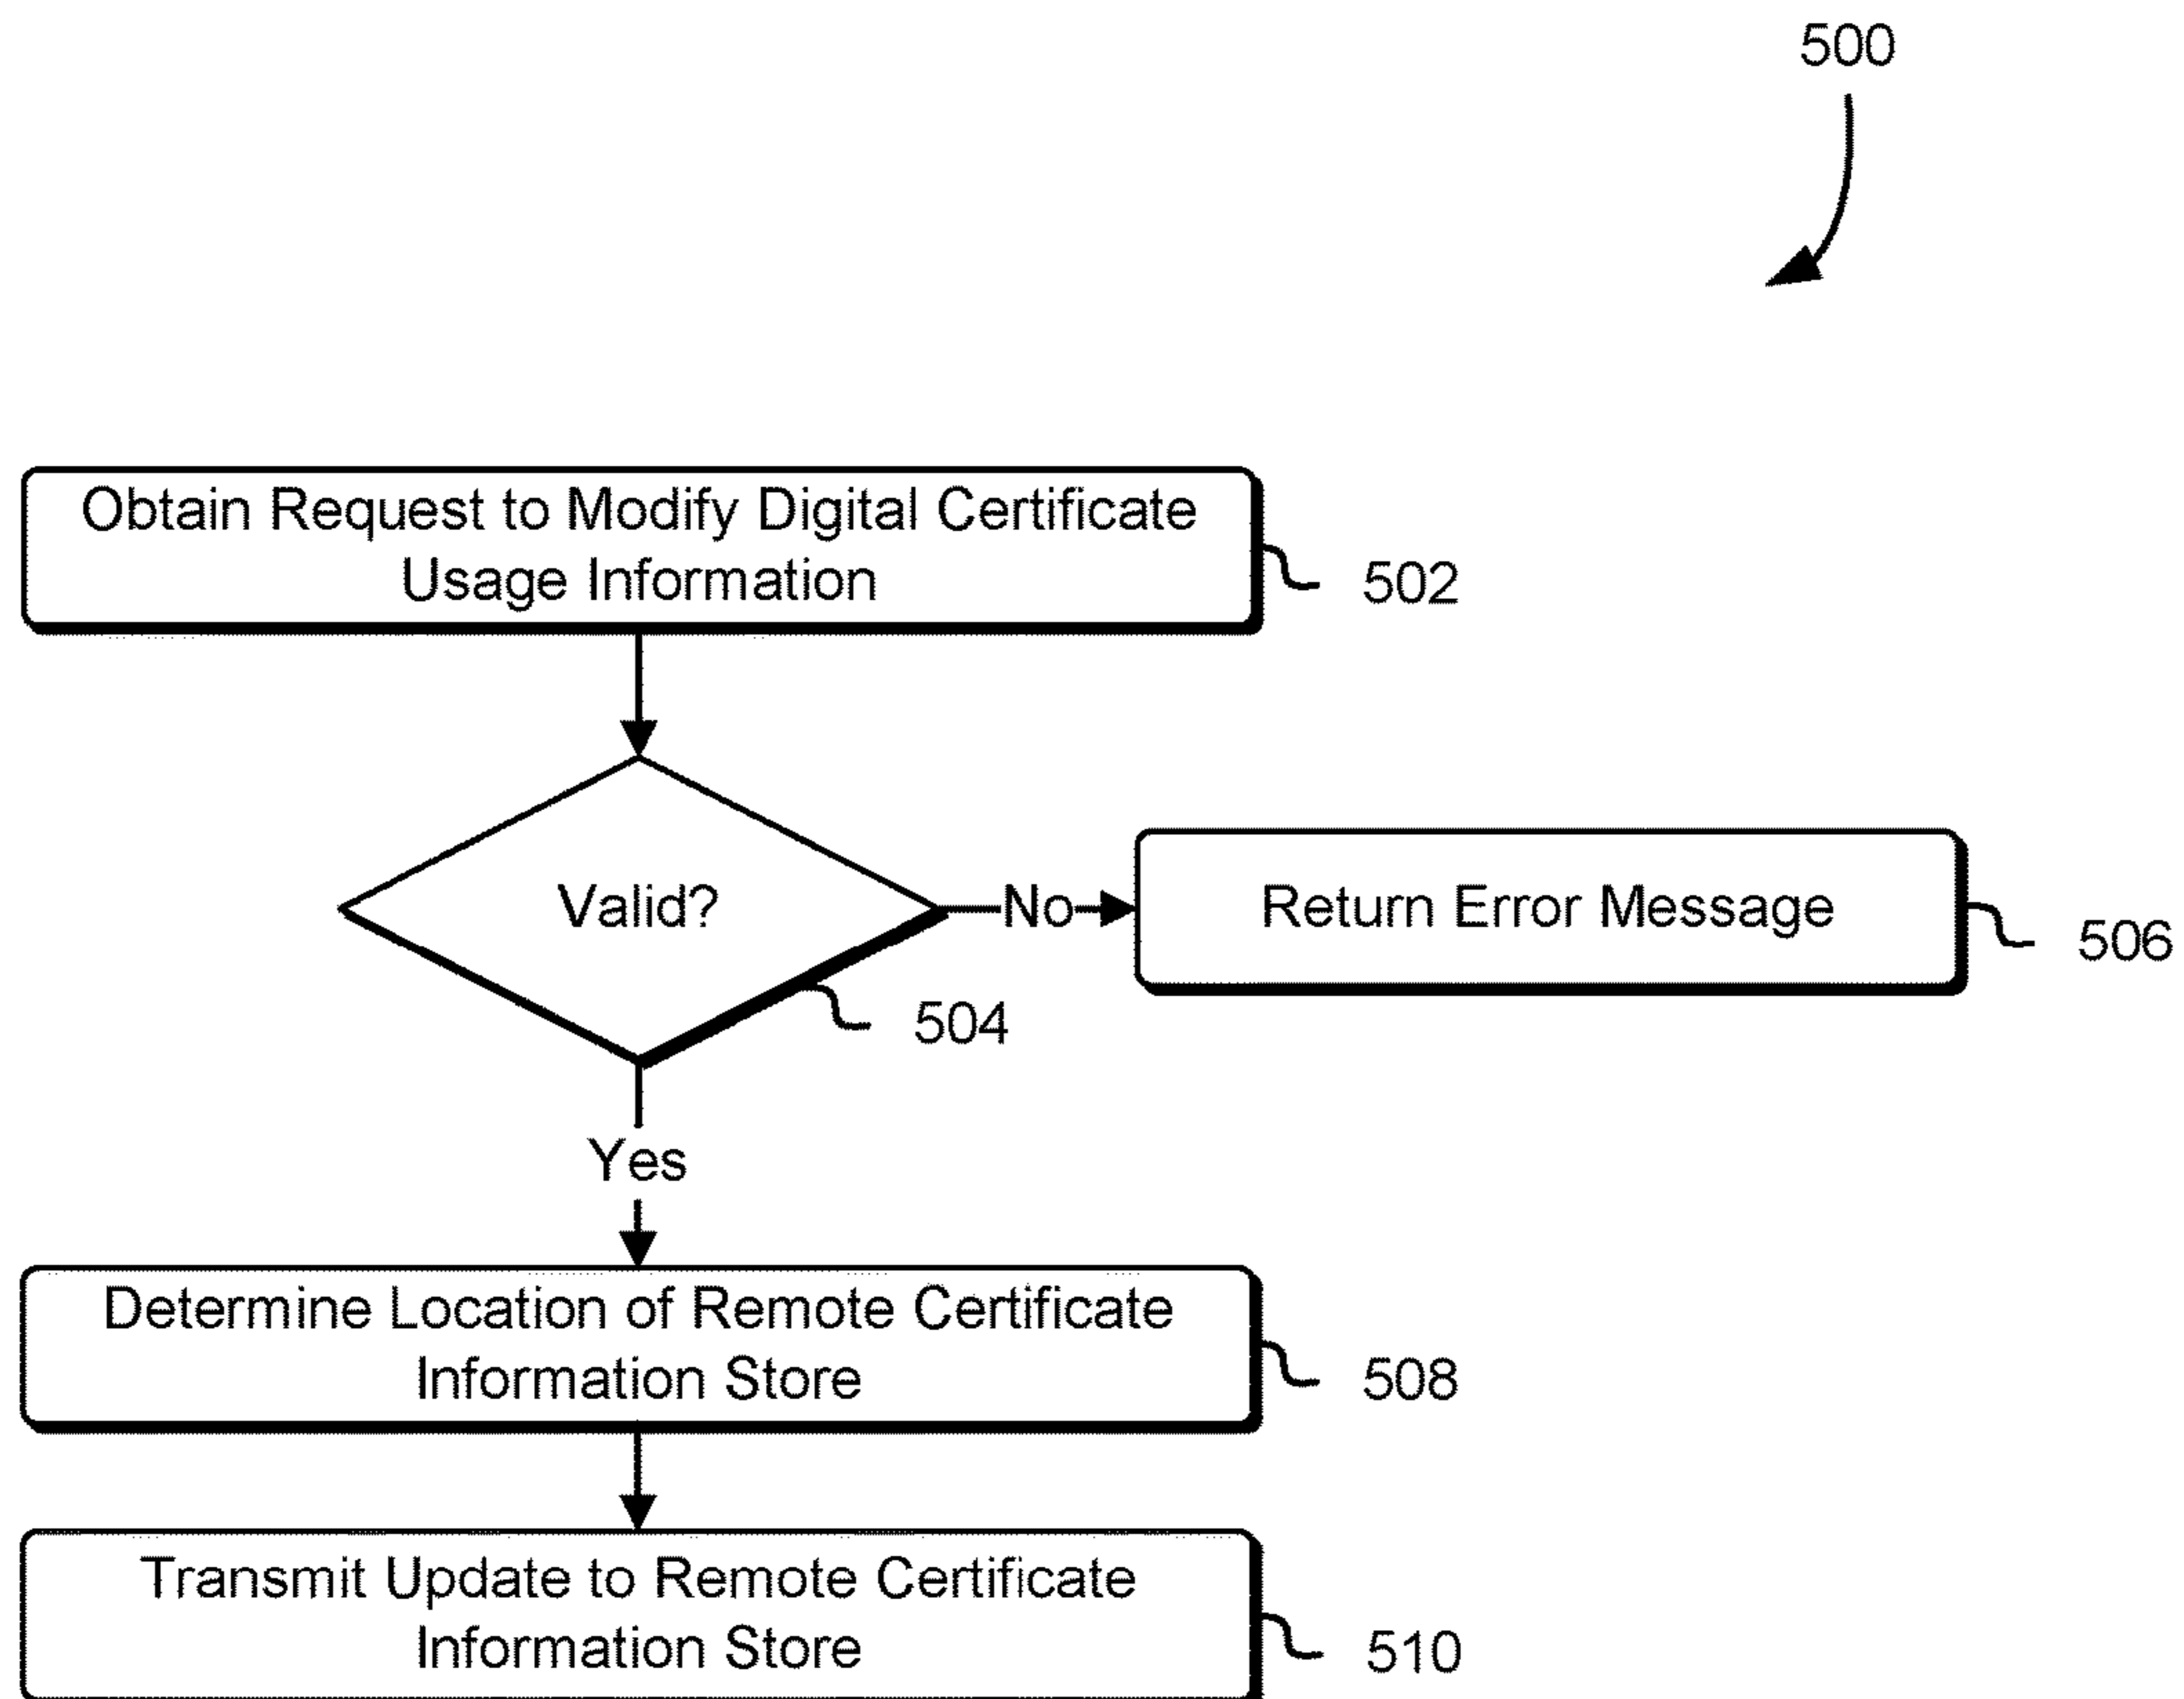 500
Obtain Request to Modify Digital Certificate
Usage Information
502
Valid?
No
Return Error Message
506
504
Yes
Determine Location of Remote Certificate
Information Store
508
Transmit Update to Remote Certificate
Information Store
510